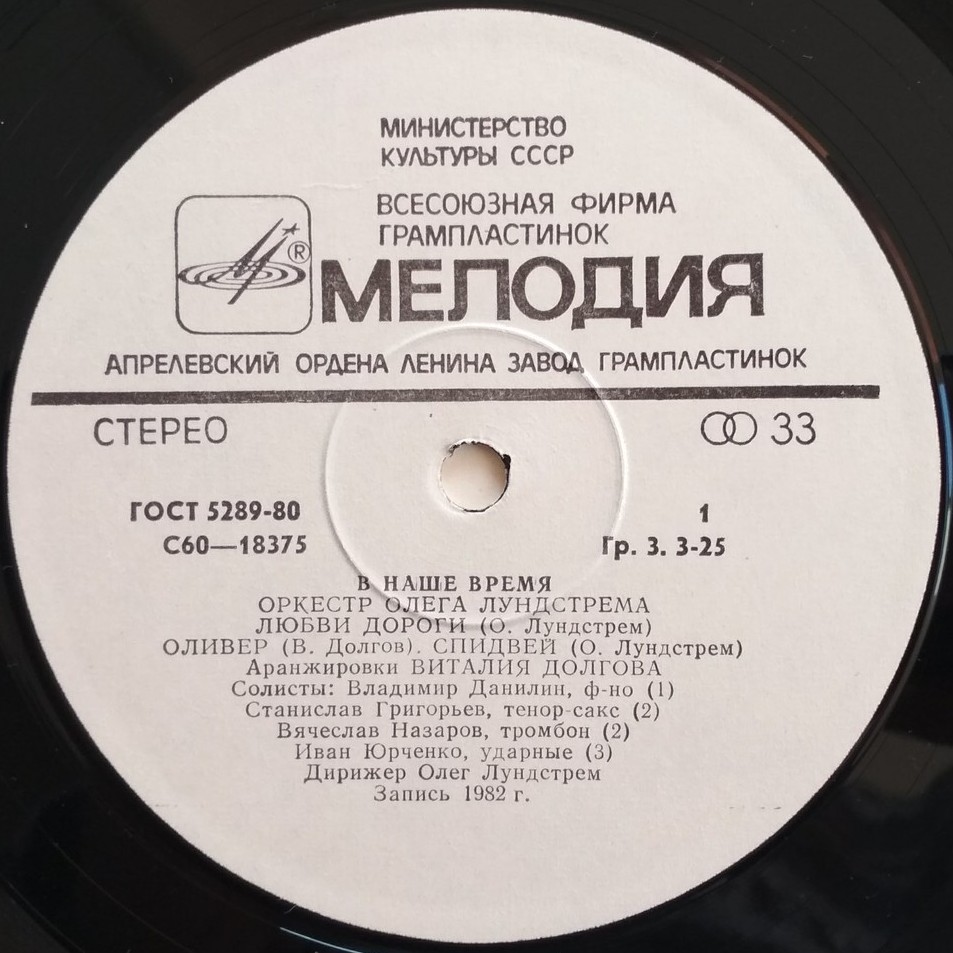 МИНИСТЕРСТВО
КУЛЬТУРЫ СССР
ВСЕСОЮЗНАЯ ФИРМА
ГРАМПЛАСТИНОК
®
МЕЛОДИЯ
АПРЕЛЕВСКИЙ ОРДЕНА ЛЕНИНА ЗАВОД ГРАМПЛАСТИНОК
СТЕРЕО 33
ГОСТ 5289-80 1
С60—18375 Гр. 3. 3-25
В НАШЕ ВРЕМЯ
ОРКЕСТР ОЛЕГА ЛУНДСТРЕМА
ЛЮБВИ ДОРОГИ (О. Лундстрем)
ОЛИВЕР (В. Долгов). СПИДВЕЙ (О. Лундстрем)
Аранжировки ВИТАЛИЯ ДОЛГОВА
Солисты: Владимир Данилин, ф-но (1)
Станислав Григорьев, тенор-сакс (2)
Вячеслав Назаров, тромбон (2)
Иван Юрченко, ударные (3)
Дирижер Олег Лундстрем
Запись 1982 г.